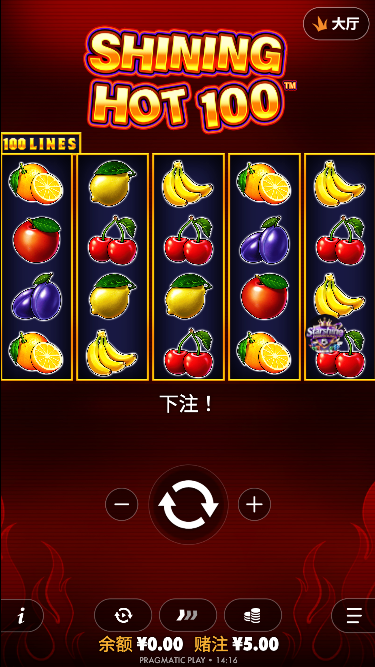 大厅
SHINING
HOT 100™
100 LINES
Starshine
下注！
i
余额 ¥0.00 赌注 ¥5.00
PRAGMATIC PLAY • 14:16